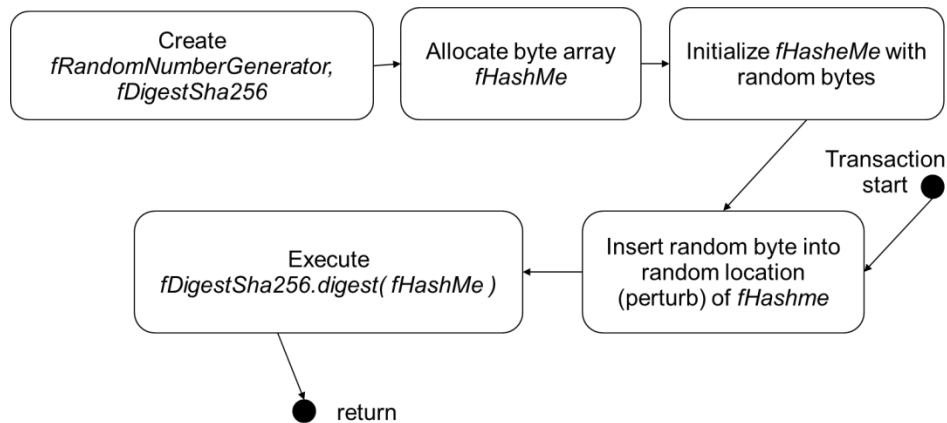 Create
fRandomNumberGenerator,
fDigestSha256
Allocate byte array
fHashMe
Initialize fHasheMe with
random bytes
Transaction
start
Insert random byte into
random location
(perturb) of fHashme
Execute
fDigestSha256.digest( fHashMe )
return